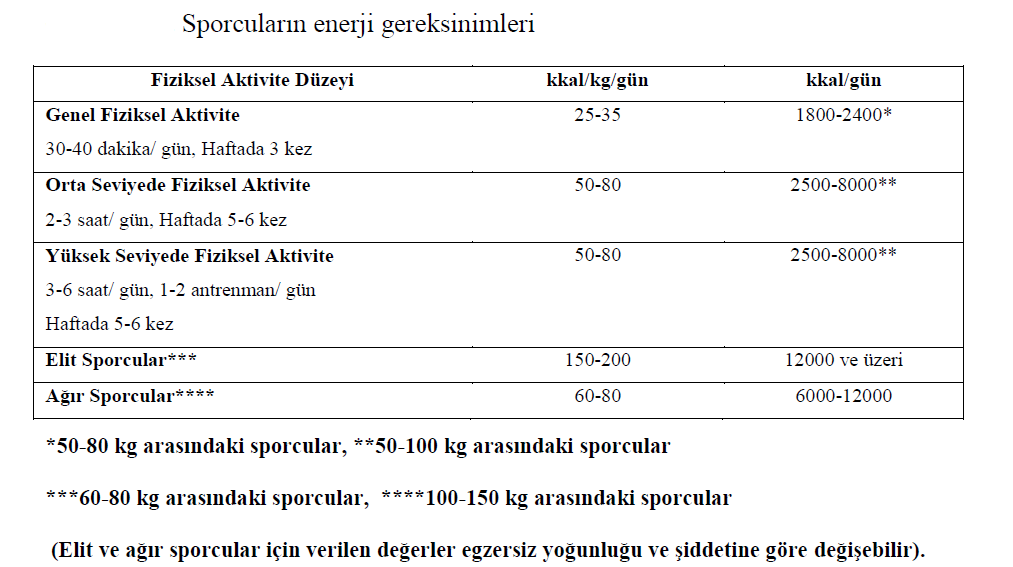 Sporcuların enerji gereksinimleri
Fiziksel Aktivite Düzeyi kkal/kg/gün kkal/gün
Genel Fiziksel Aktivite 25-35 1800-2400*
30-40 dakika/ gün, Haftada 3 kez
Orta Seviyede Fiziksel Aktivite 50-80 2500-8000**
2-3 saat/ gün, Haftada 5-6 kez
Yüksek Seviyede Fiziksel Aktivite 50-80 2500-8000**
3-6 saat/ gün, 1-2 antrenman/ gün
Haftada 5-6 kez
Elit Sporcular*** 150-200 12000 ve üzeri
Ağır Sporcular**** 60-80 6000-12000
*50-80 kg arasındaki sporcular, **50-100 kg arasındaki sporcular
***60-80 kg arasındaki sporcular, ****100-150 kg arasındaki sporcular
(Elit ve ağır sporcular için verilen değerler egzersiz yoğunluğu ve şiddetine göre değişebilir).